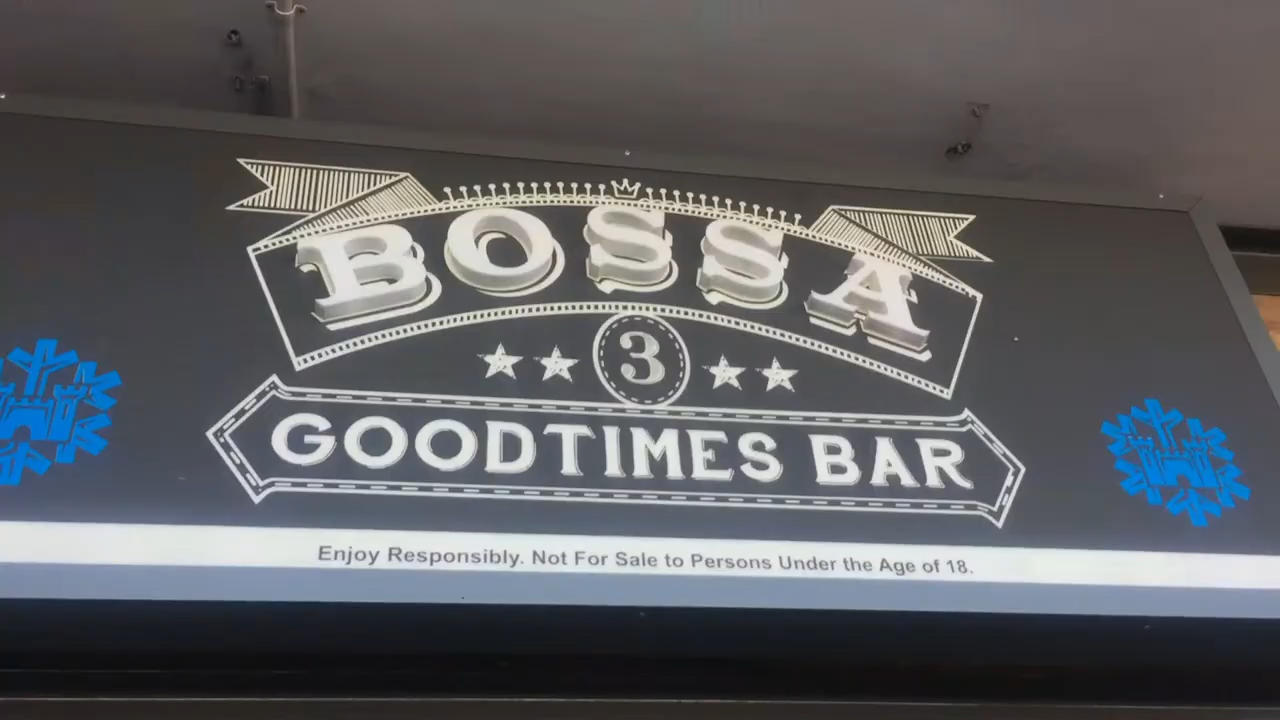 BOSSA
3
GOODTIMES BAR
Enjoy Responsibly. Not For Sale to Persons Under the Age of 18.